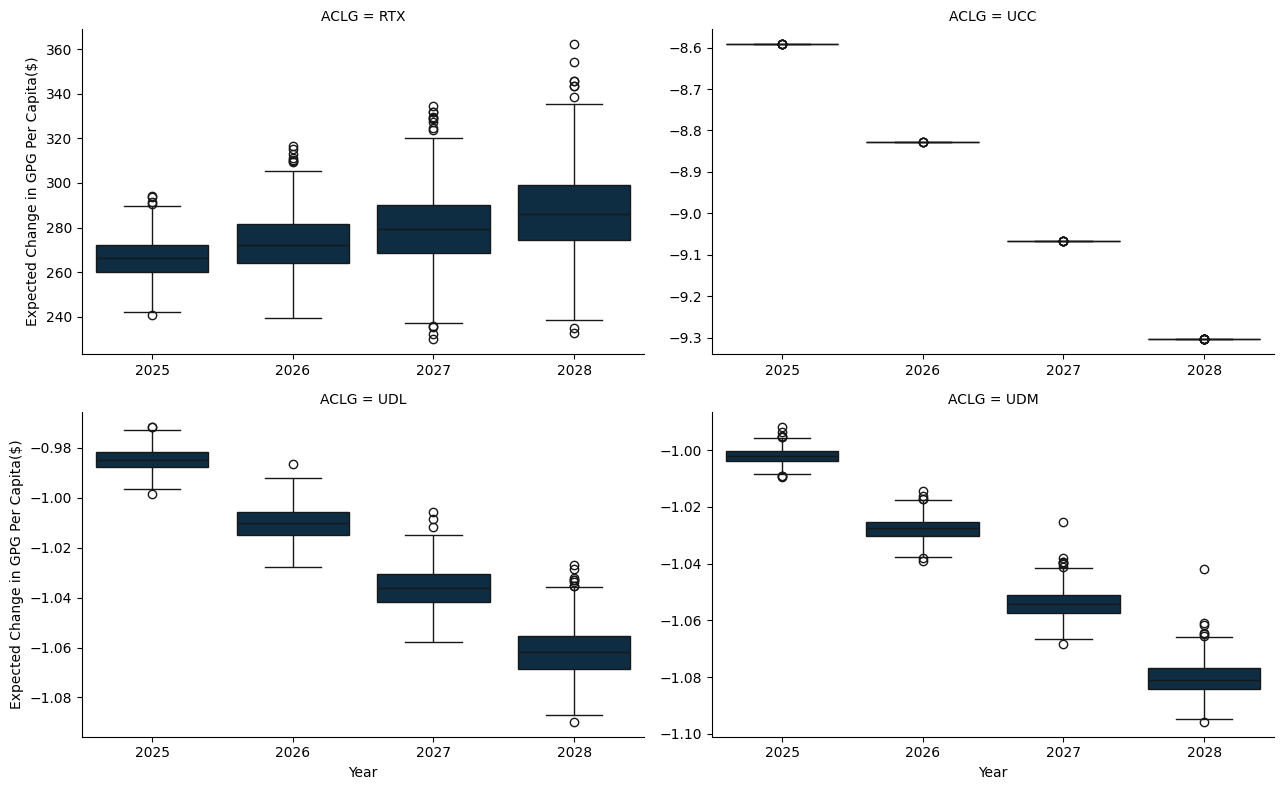 ACLG = RTX
Expected Change in GPG Per Capita($)
360
340
320
300
280
260
240
2025 2026 2027 2028
ACLG = UCC
−8.6
−8.7
−8.8
−8.9
−9.0
−9.1
−9.2
−9.3
2025 2026 2027 2028
ACLG = UDL
Expected Change in GPG Per Capita($)
−0.98
−1.00
−1.02
−1.04
−1.06
−1.08
2025 2026 2027 2028
Year
ACLG = UDM
−1.00
−1.02
−1.04
−1.06
−1.08
−1.10
2025 2026 2027 2028
Year